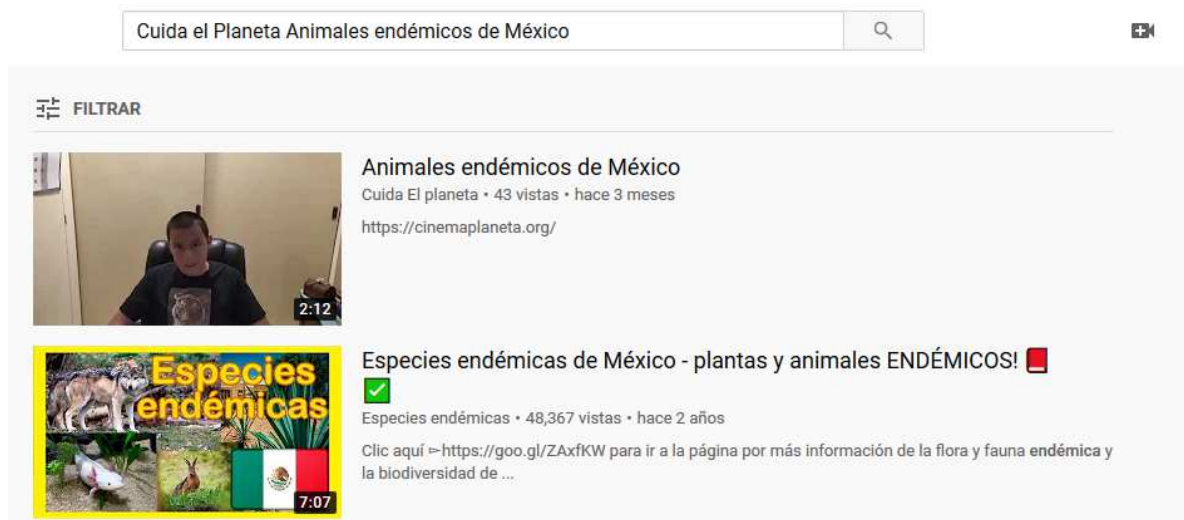 Cuida el Planeta Animales endémicos de México
FILTRAR
Animales endémicos de México
Cuida El planeta • 43 vistas • hace 3 meses
https://cinemaplaneta.org/
2:12
Especies endémicas de México - plantas y animales ENDÉMICOS! 📕
✅
Especies endémicas • 48,367 vistas • hace 2 años
Clic aquí ▻https://goo.gl/ZAxfKW para ir a la página por más información de la flora y fauna endémica y
la biodiversidad de ...
Especies
endémicas
7:07